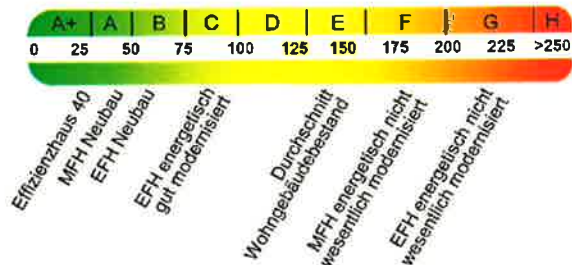 A+ A B C D E F G H
0 25 50 75 100 125 150 175 200 225 >250
Effizienzhaus 40
MFH Neubau
EFH Neubau
EFH energetisch
gut modernisiert
Durchschnitt
Wohngebäudebestand
MFH energetisch nicht
wesentlich modernisiert
EFH energetisch nicht
wesentlich modernisiert